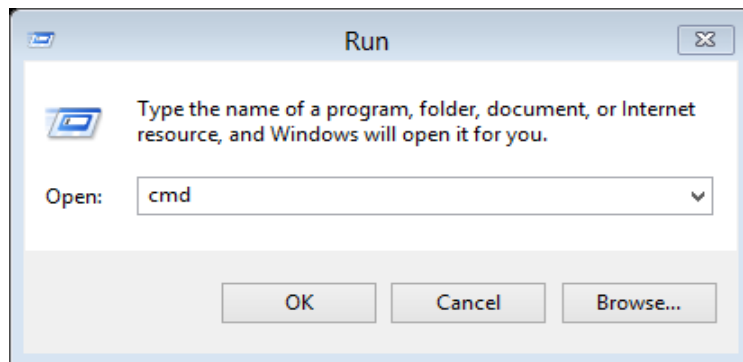 Run
Type the name of a program, folder, document, or Internet
resource, and Windows will open it for you.
Open: cmd
OK Cancel Browse...